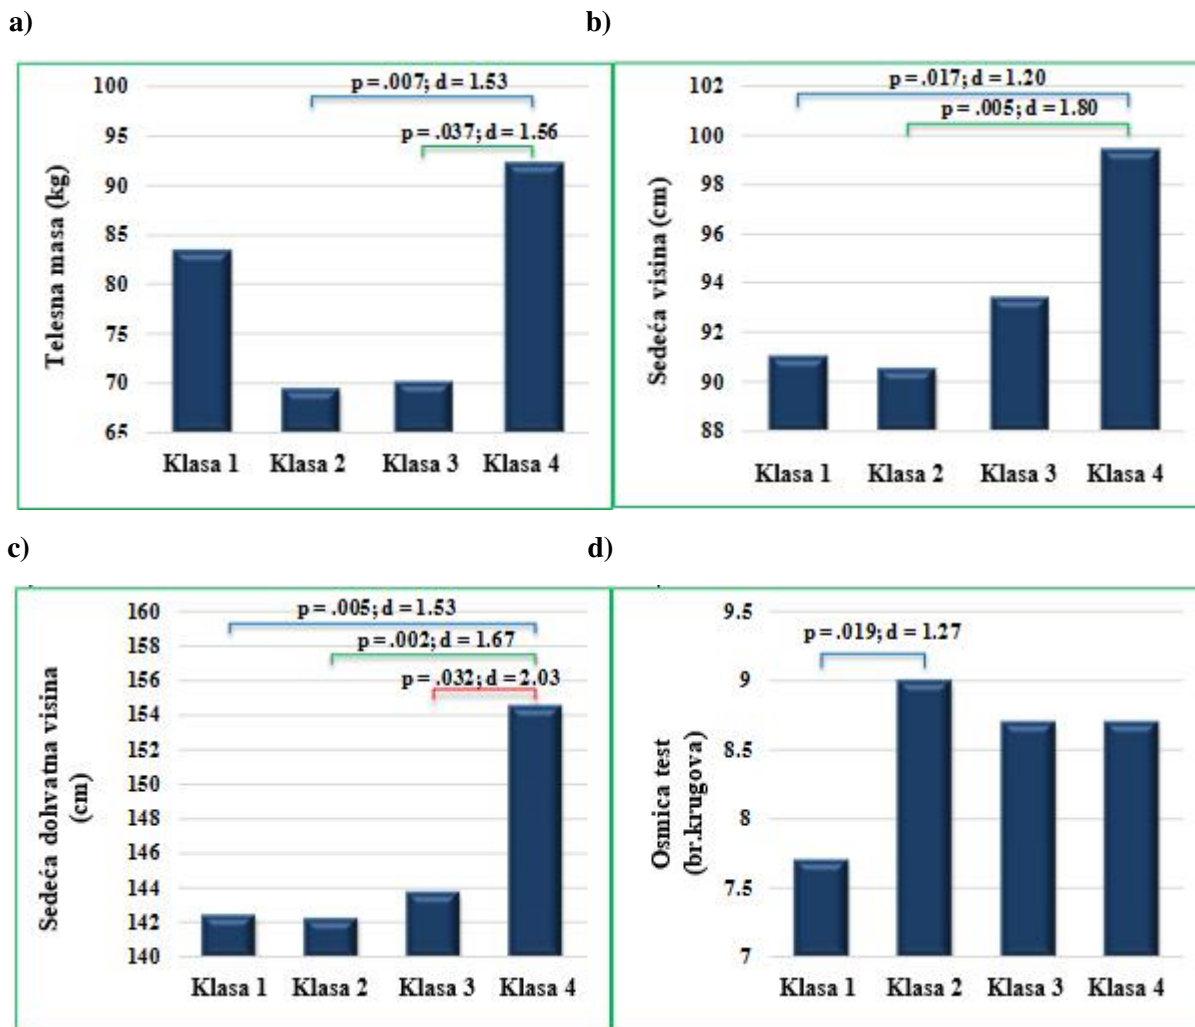 a)
p = .007; d = 1.53
p = .037; d = 1.56
Telesna masa (kg)
100
95
90
85
80
75
70
65
Klasa 1 Klasa 2 Klasa 3 Klasa 4
b)
p = .017; d = 1.20
p = .005; d = 1.80
Sedeća visina (cm)
102
100
98
96
94
92
90
88
Klasa 1 Klasa 2 Klasa 3 Klasa 4
c)
p = .005; d = 1.53
p = .002; d = 1.67
p = .032; d = 2.03
Sedeća dohvatna visina
(cm)
160
158
156
154
152
150
148
146
144
142
140
Klasa 1 Klasa 2 Klasa 3 Klasa 4
d)
p = .019; d = 1.27
Osmica test
(br.krugova)
9.5
9
8.5
8
7.5
7
Klasa 1 Klasa 2 Klasa 3 Klasa 4